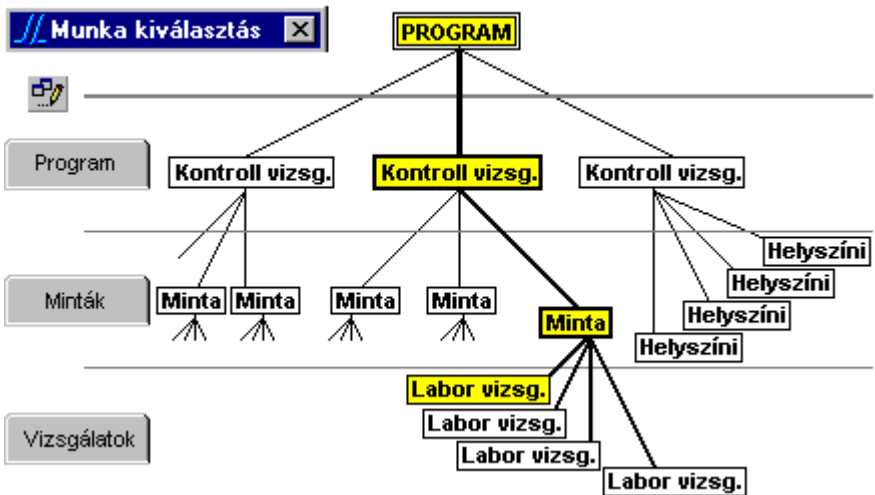 Munka kiválasztás
PROGRAM
Program
Kontroll vizsg.
Kontroll vizsg.
Kontroll vizsg.
Helyszíni
Helyszíni
Helyszíni
Helyszíni
Minták
Minta
Minta
Minta
Minta
Minta
Labor vizsg.
Labor vizsg.
Labor vizsg.
Labor vizsg.
Vizsgálatok